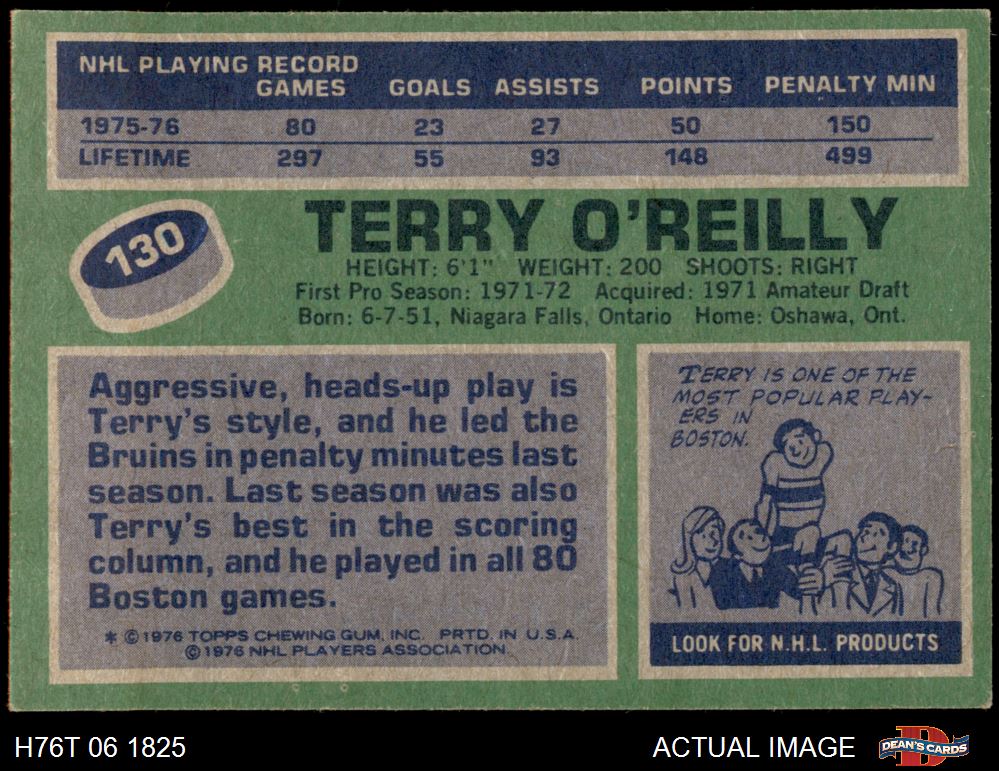 NHL PLAYING RECORD
GAMES GOALS ASSISTS POINTS PENALTY MIN
1975-76 80 23 27 50 150
LIFETIME 297 55 93 148 499
130
TERRY O'REILLY
HEIGHT: 6'1" WEIGHT: 200 SHOOTS: RIGHT
First Pro Season: 1971-72 Acquired: 1971 Amateur Draft
Born: 6-7-51, Niagara Falls, Ontario Home: Oshawa, Ont.
Aggressive, heads-up play is
Terry's style, and he led the
Bruins in penalty minutes last
season. Last season was also
Terry's best in the scoring
column, and he played in all 80
Boston games.
* © 1976 TOPPS CHEWING GUM, INC. PRTD. IN U.S.A.
© 1976 NHL PLAYERS ASSOCIATION
TERRY IS ONE OF THE
MOST POPULAR PLAY-
ERS IN
BOSTON.
LOOK FOR N.H.L. PRODUCTS
H76T 06 1825
ACTUAL IMAGE
D
DEAN'S CARDS